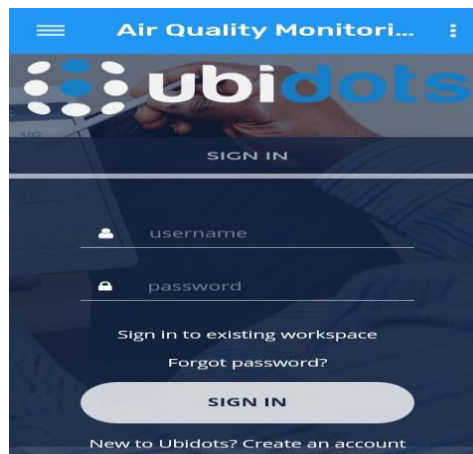 Air Quality Monitori...
ubidots
102
SIGN IN
username
password
Sign in to existing workspace
Forgot password?
SIGN IN
New to Ubidots? Create an account